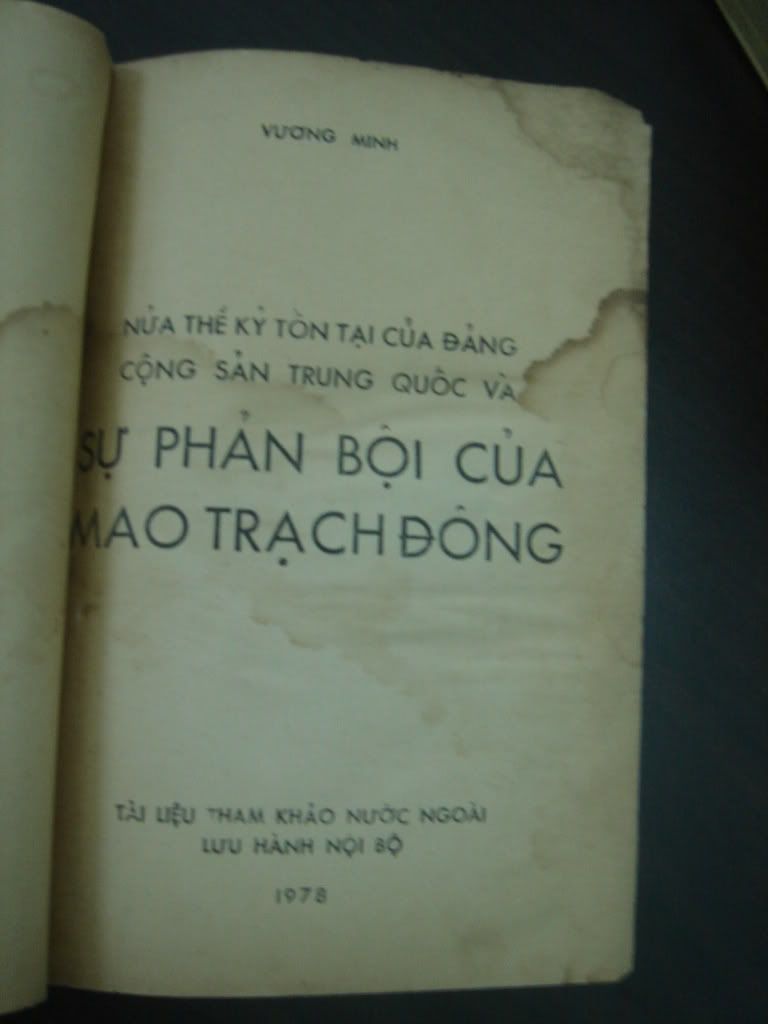 VƯƠNG MINH
NỬA THẾ KỶ TỒN TẠI CỦA ĐẢNG
CỘNG SẢN TRUNG QUỐC VÀ
SỰ PHẢN BỘI CỦA
MAO TRẠCH ĐÔNG
TÀI LIỆU THAM KHẢO NƯỚC NGOÀI
LƯU HÀNH NỘI BỘ
1978